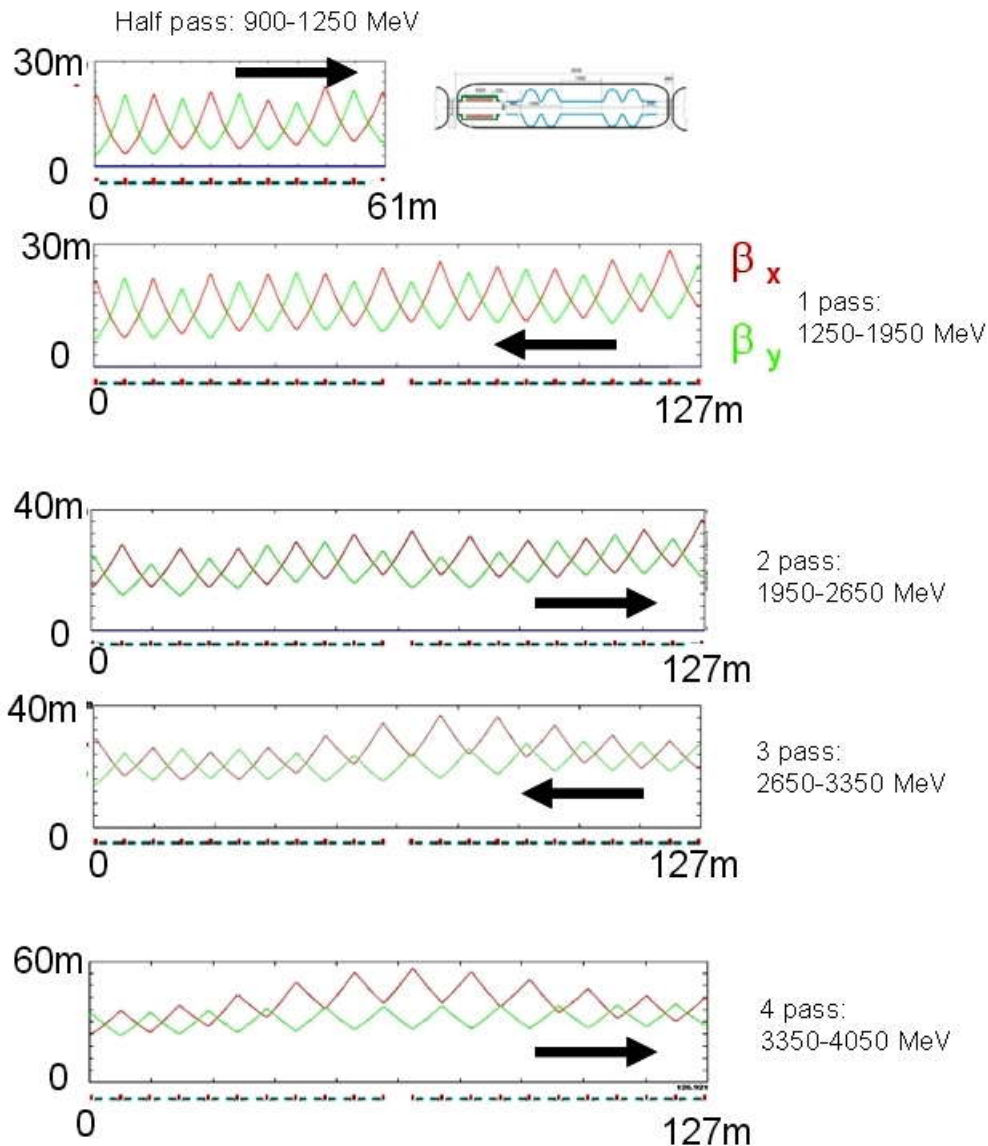 Half pass: 900-1250 MeV
30m
0
0
61m
30m
β x
β y
1 pass:
1250-1950 MeV
0
0
127m
40m
2 pass:
1950-2650 MeV
0
0
127m
40m
3 pass:
2650-3350 MeV
0
0
127m
60m
4 pass:
3350-4050 MeV
0
0
127m